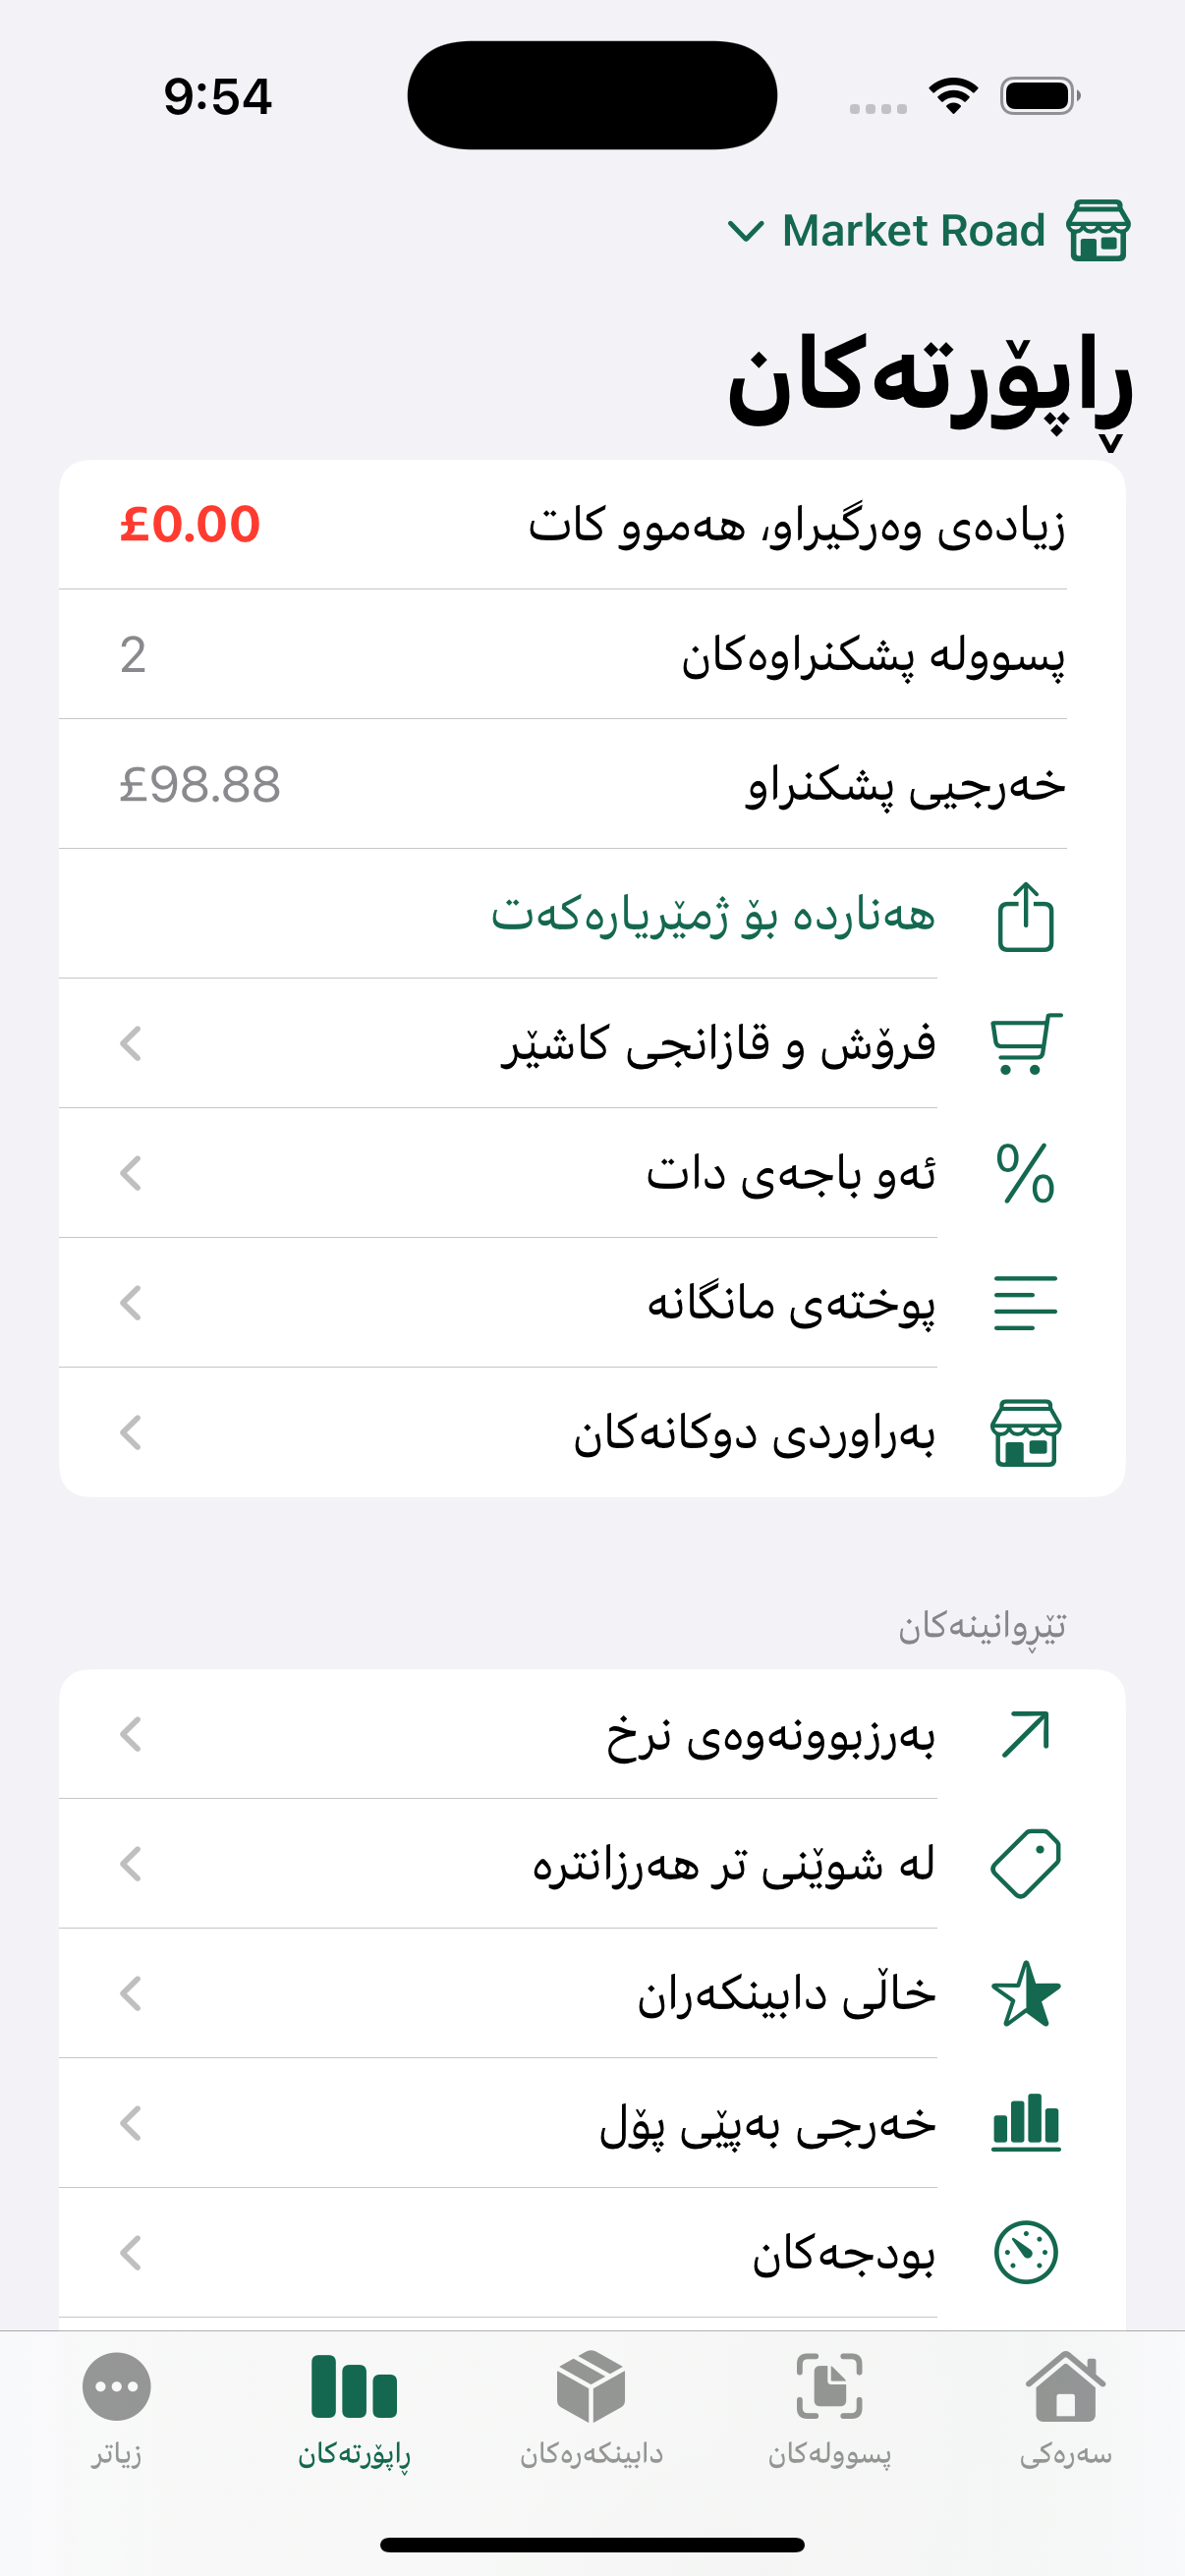 9:54
Market Road
ڕاپۆرتەکان
زیادەی وەرگیراو، هەموو کات
£0.00
پسوولە پشکنراوەکان
2
خەرجیی پشکنراو
£98.88
هەناردە بۆ ژمێریارەکەت
فرۆش و قازانجی کاشێر
%
ئەو باجەی دات
پوختەی مانگانە
بەراوردی دوکانەکان
تێڕوانینەکان
بەرزبوونەوەی نرخ
لە شوێنی تر هەرزانترە
خاڵی دابینکەران
خەرجی بەپێی پۆل
بودجەکان
سەرەکی
پسوولەکان
دابینکەرەکان
ڕاپۆرتەکان
زیاتر